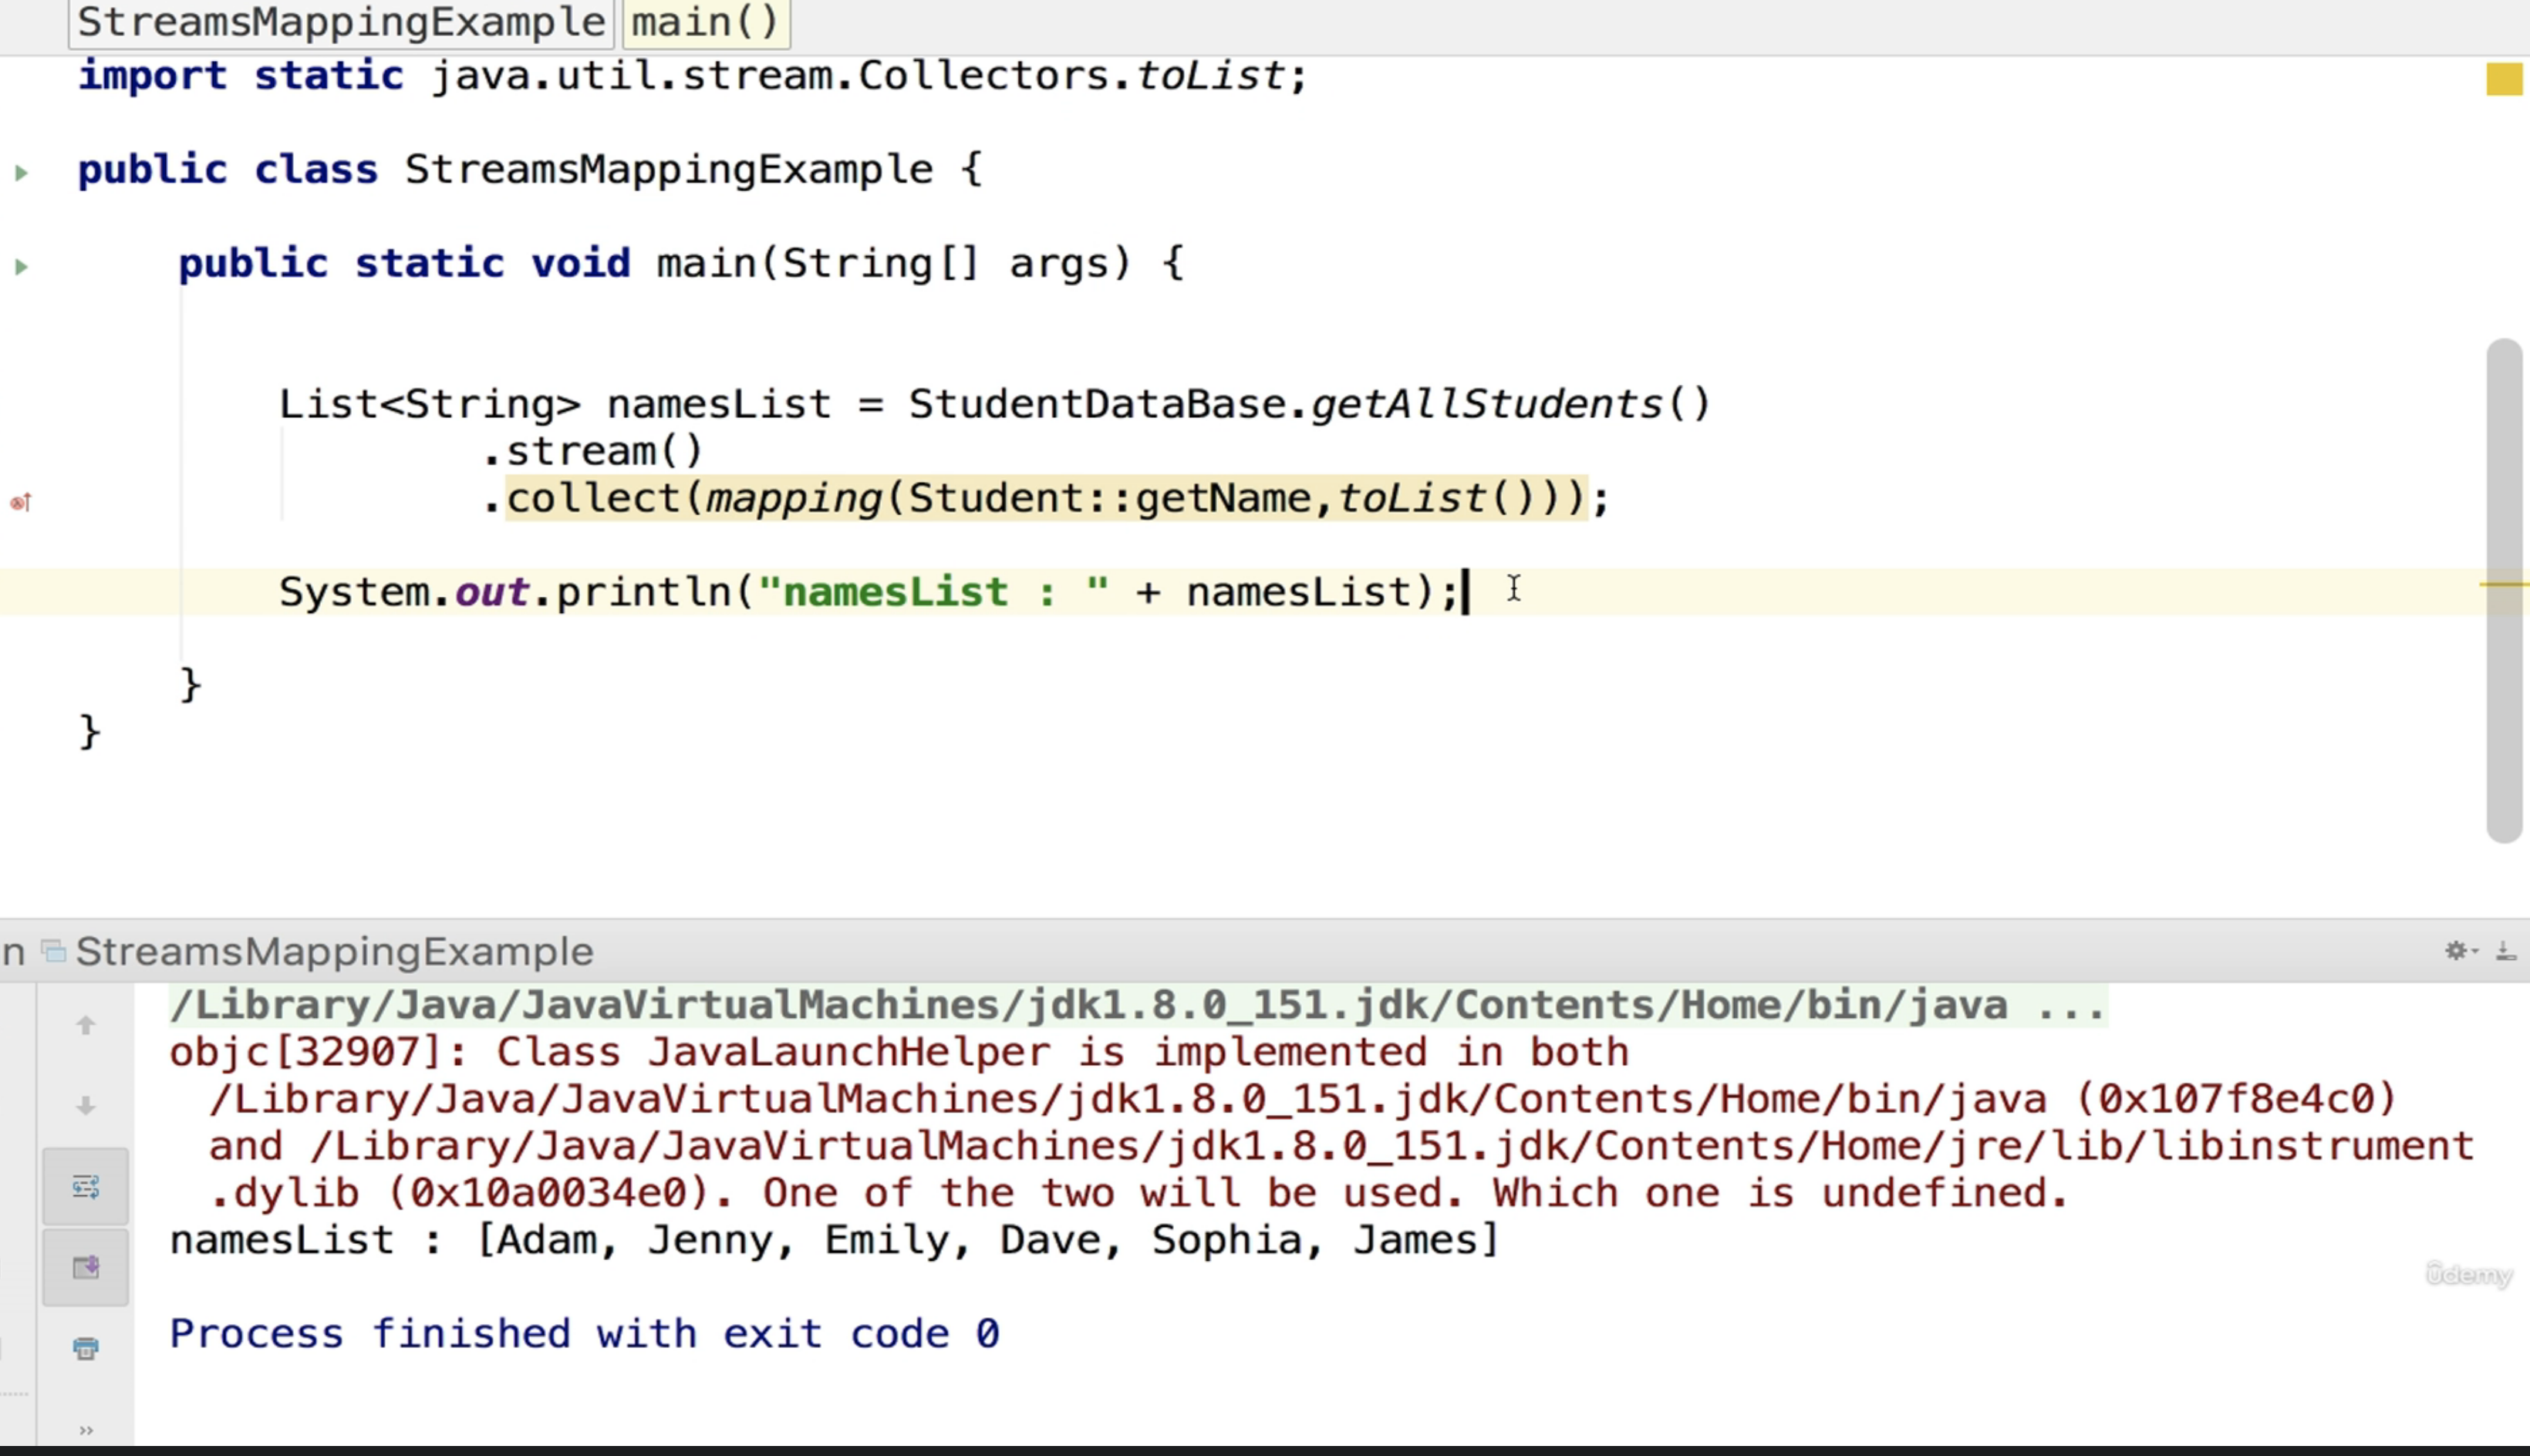 StreamsMappingExample main()
import static java.util.stream.Collectors.toList;
public class StreamsMappingExample {
public static void main(String[] args) {
List<String> namesList = StudentDataBase.getAllStudents()
.stream()
.collect(mapping(Student::getName,toList()));
System.out.println("namesList : " + namesList);
}
}
n StreamsMappingExample
/Library/Java/JavaVirtualMachines/jdk1.8.0_151.jdk/Contents/Home/bin/java ...
objc[32907]: Class JavaLaunchHelper is implemented in both
/Library/Java/JavaVirtualMachines/jdk1.8.0_151.jdk/Contents/Home/bin/java (0x107f8e4c0)
and /Library/Java/JavaVirtualMachines/jdk1.8.0_151.jdk/Contents/Home/jre/lib/libinstrument
.dylib (0x10a0034e0). One of the two will be used. Which one is undefined.
namesList : [Adam, Jenny, Emily, Dave, Sophia, James]
udemy
Process finished with exit code 0